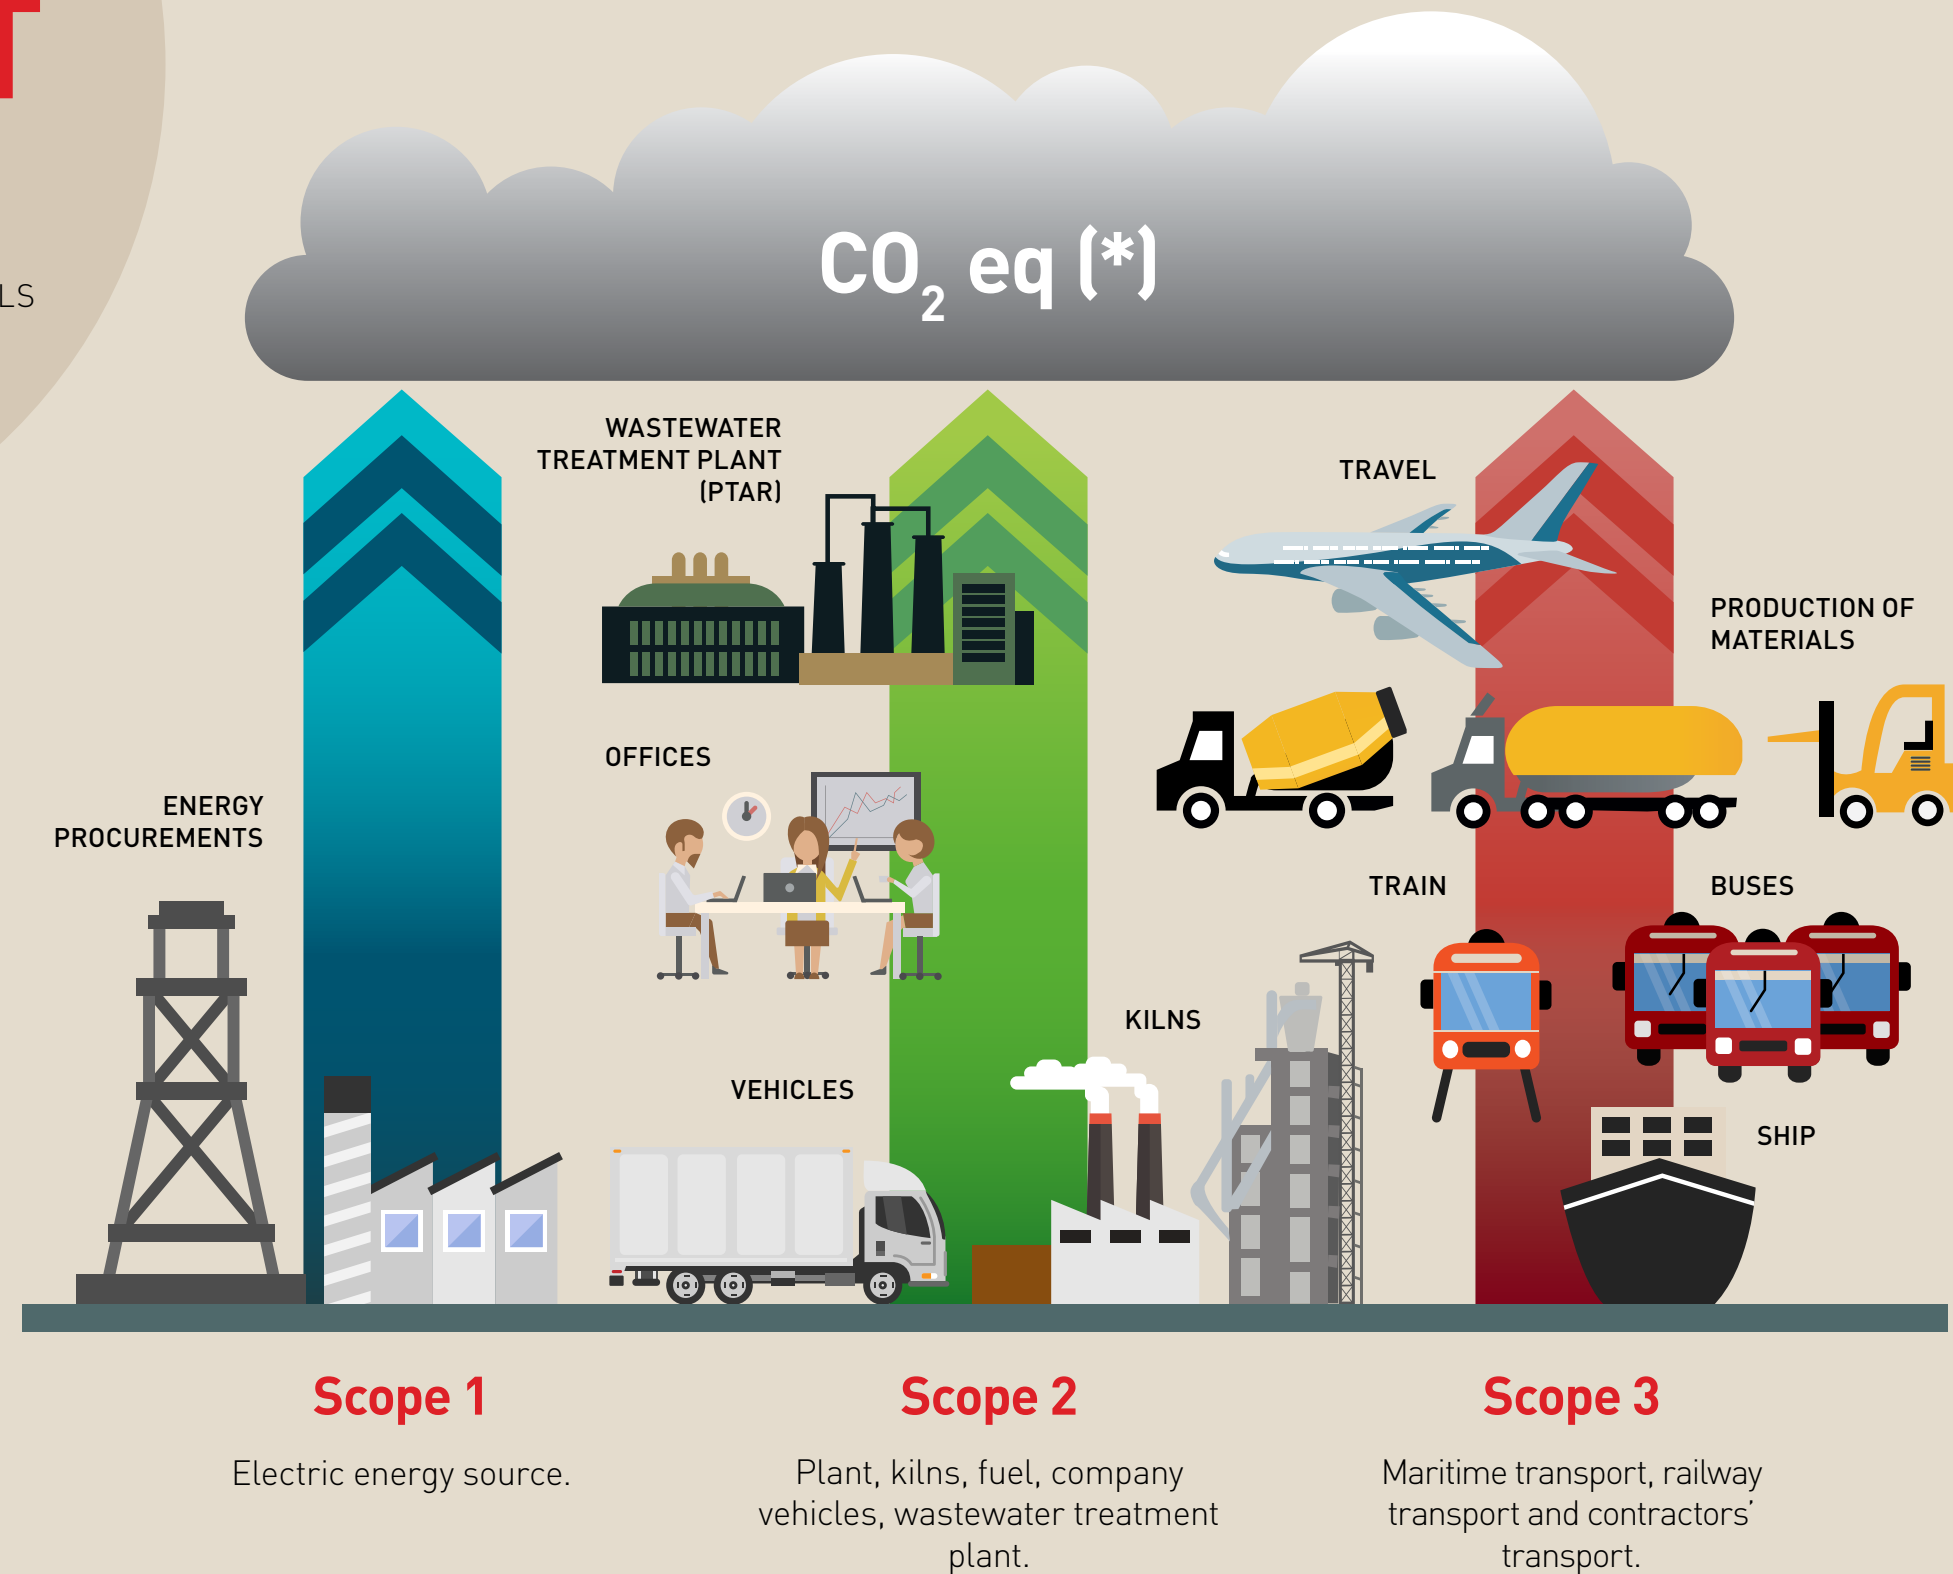 LS
CO₂ eq (*)
WASTEWATER
TREATMENT PLANT
(PTAR)
TRAVEL
PRODUCTION OF
MATERIALS
OFFICES
ENERGY
PROCUREMENTS
TRAIN
BUSES
KILNS
VEHICLES
SHIP
Scope 1
Electric energy source.
Scope 2
Plant, kilns, fuel, company
vehicles, wastewater treatment
plant.
Scope 3
Maritime transport, railway
transport and contractors’
transport.